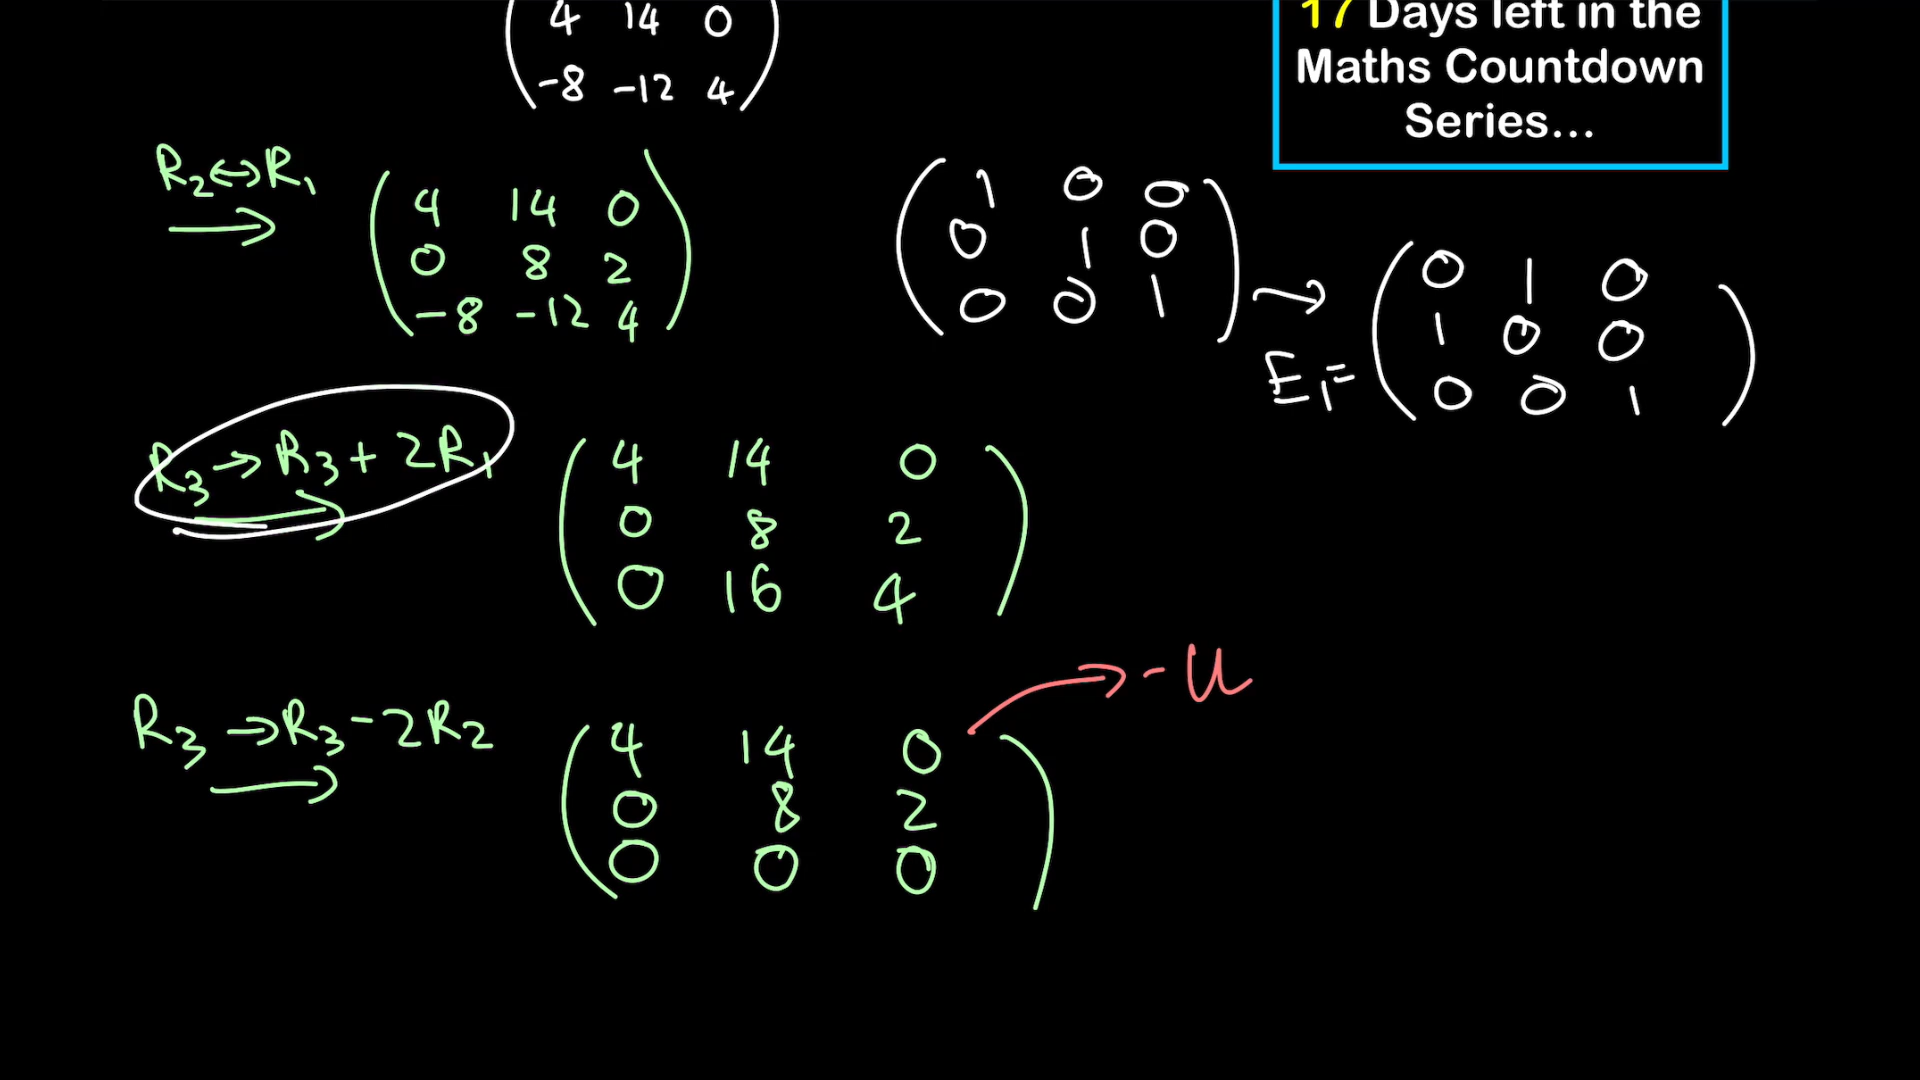 4 14 0
-8 -12 4
17 Days left in the
Maths Countdown
Series...
R2↔R1
4 14 0
0 8 2
-8 -12 4
1 0 0
0 1 0
0 0 1
→
E1=
0 1 0
1 0 0
0 0 1
R3→R3+2R1
4 14 0
0 8 2
0 16 4
R3→R3-2R2
4 14 0
0 8 2
0 0 0
→-U